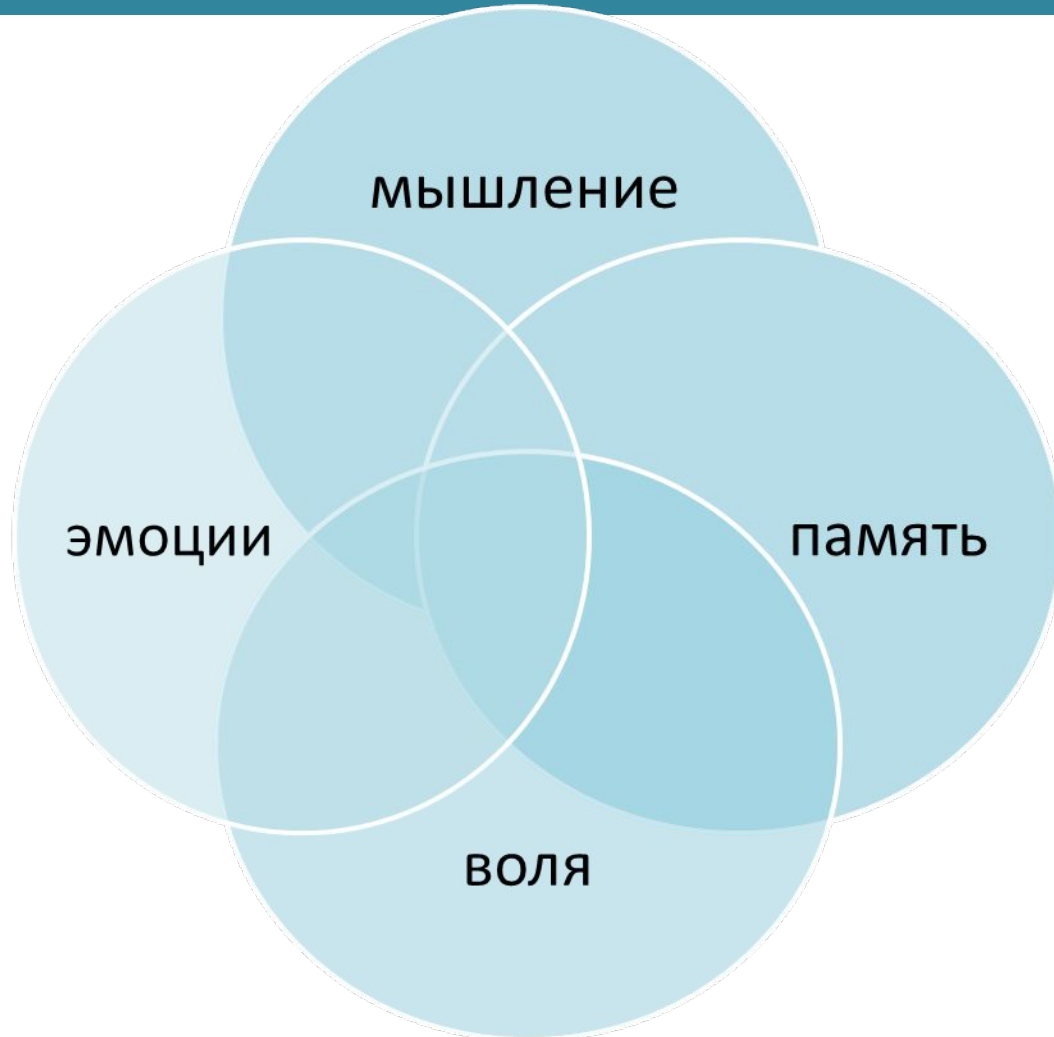 мышление
эмоции
память
воля